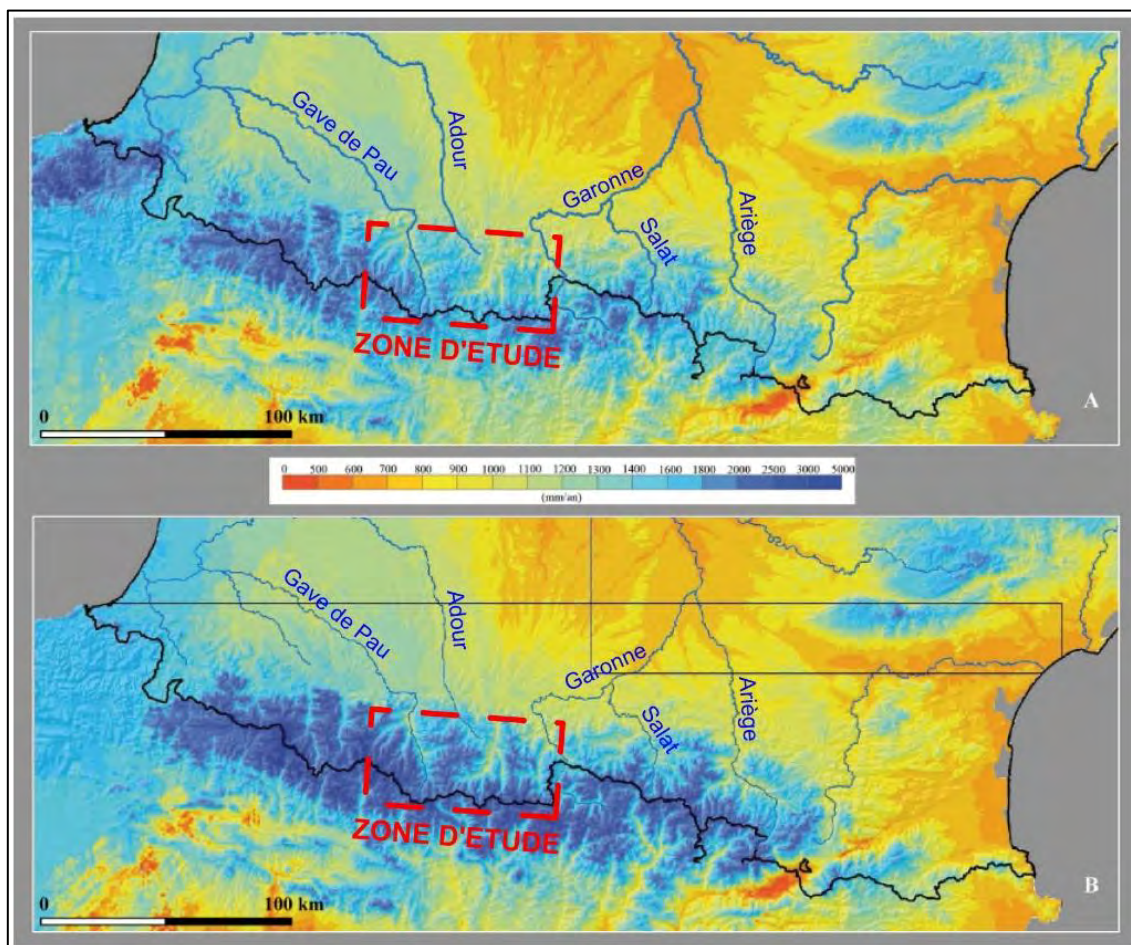 Gave de Pau
Adour
Garonne
Salat
Ariège
ZONE D'ETUDE
A
0 100 km
0 500 600 700 800 900 1000 1100 1200 1300 1400 1600 1800 2000 2500 3000 5000
(mm/an)
Gave de Pau
Adour
Garonne
Salat
Ariège
ZONE D'ETUDE
B
0 100 km